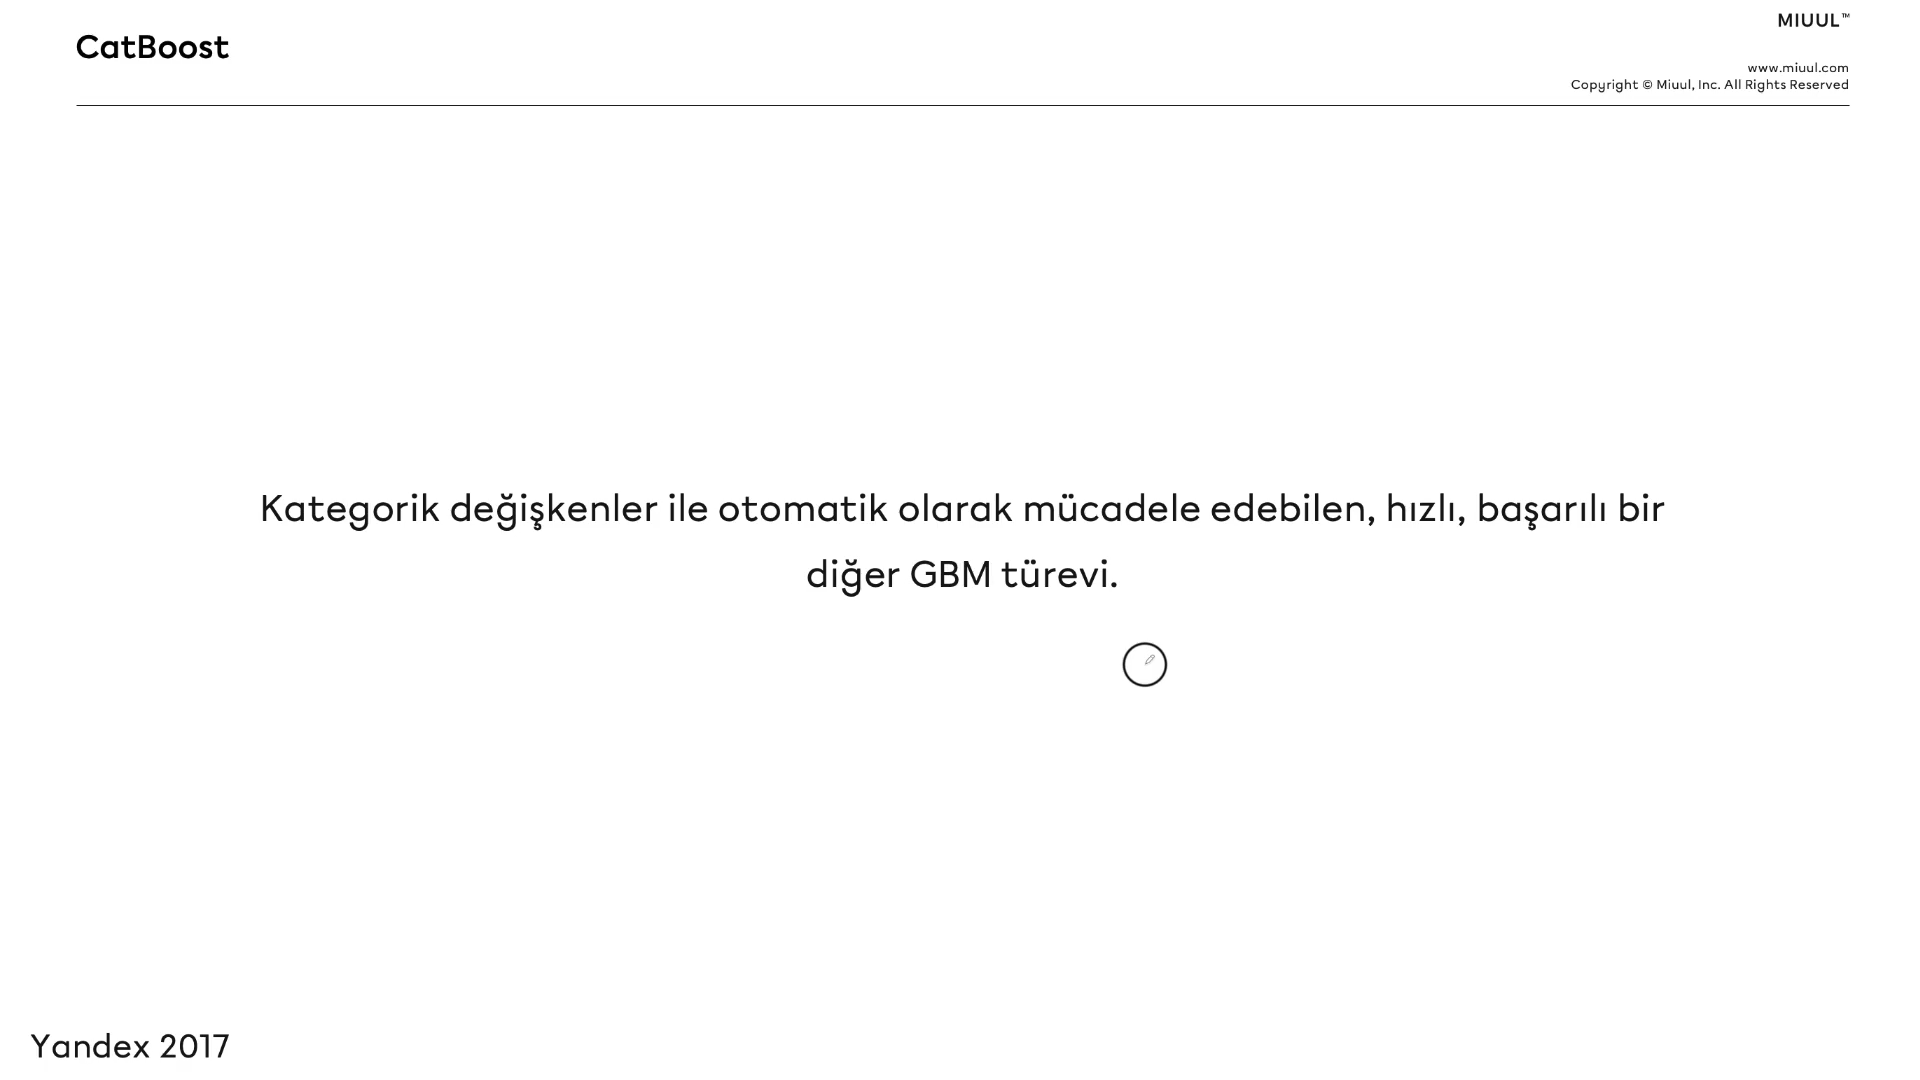 MIUUL™
CatBoost
www.miuul.com
Copyright © Miuul, Inc. All Rights Reserved
Kategorik değişkenler ile otomatik olarak mücadele edebilen, hızlı, başarılı bir
diğer GBM türevi.
Yandex 2017